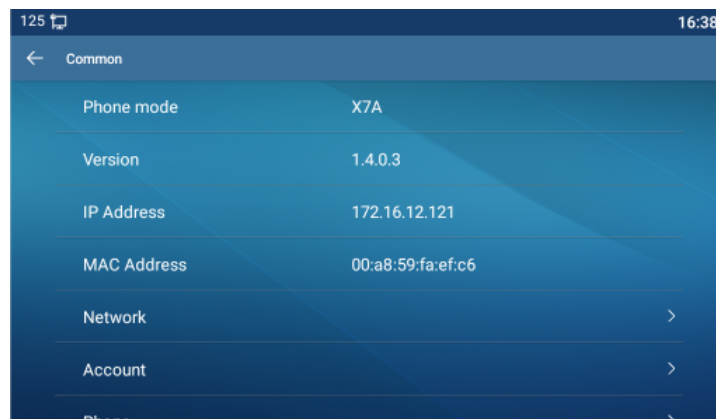 125 16:38
Common
Phone mode X7A
Version 1.4.0.3
IP Address 172.16.12.121
MAC Address 00:a8:59:fa:ef:c6
Network
Account
Phone